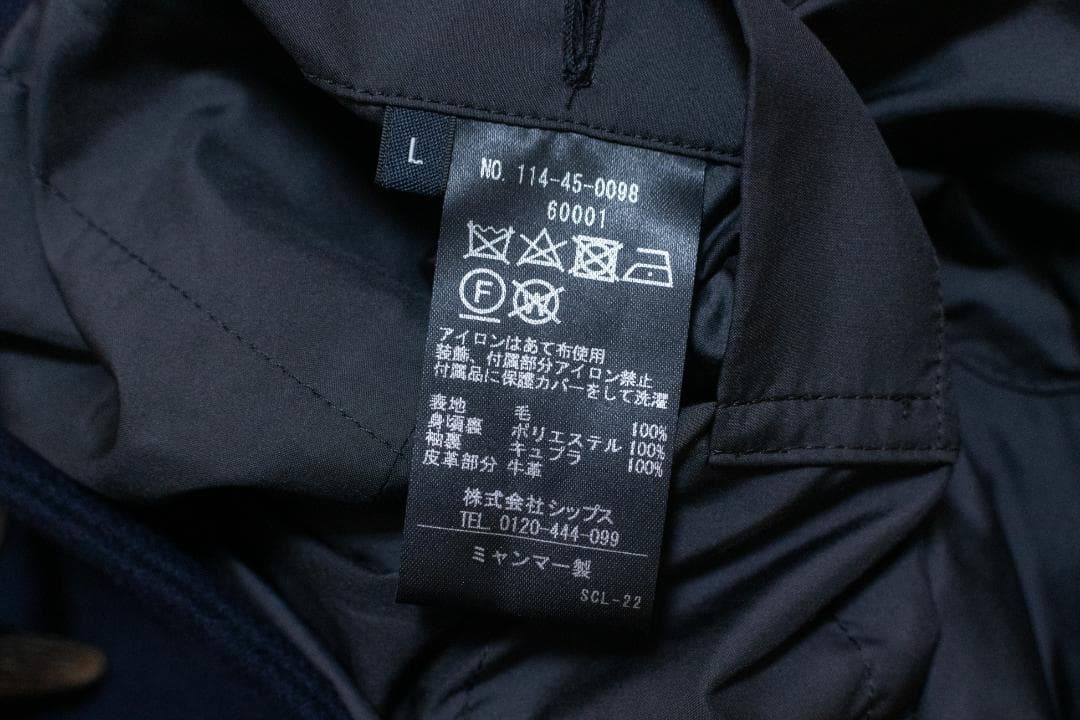 L
NO. 114-45-0098
60001
F
W
アイロンはあて布使用
装飾、付属部分アイロン禁止
付属品に保護カバーをして洗濯
表地 毛 100%
身頃裏 ポリエステル 100%
袖裏 キュプラ 100%
皮革部分 牛革
株式会社シップス
TEL. 0120-444-099
ミャンマー製
SCL-22